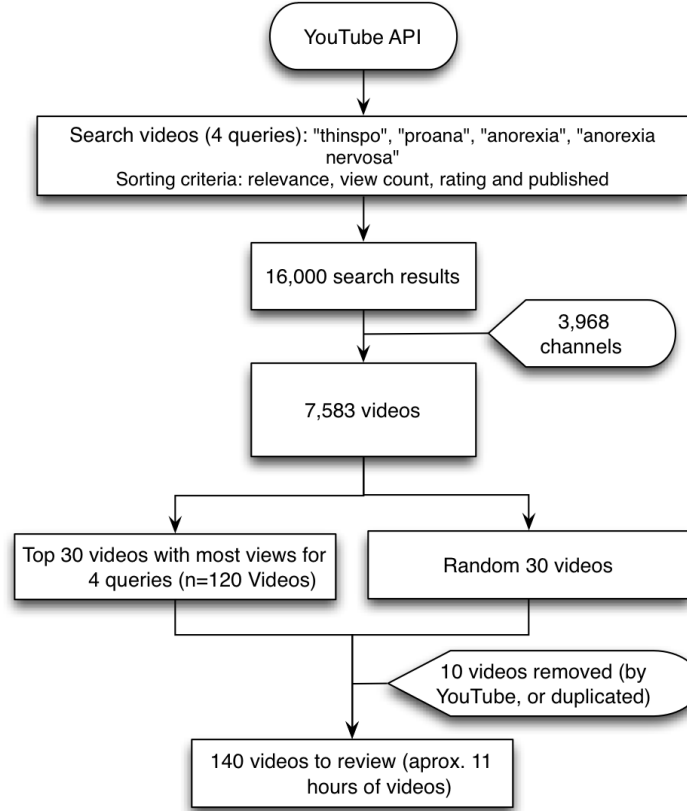 YouTube API
Search videos (4 queries): "thinspo", "proana", "anorexia", "anorexia
nervosa"
Sorting criteria: relevance, view count, rating and published
16,000 search results
3,968
channels
7,583 videos
Top 30 videos with most views for
4 queries (n=120 Videos)
Random 30 videos
10 videos removed (by
YouTube, or duplicated)
140 videos to review (aprox. 11
hours of videos)